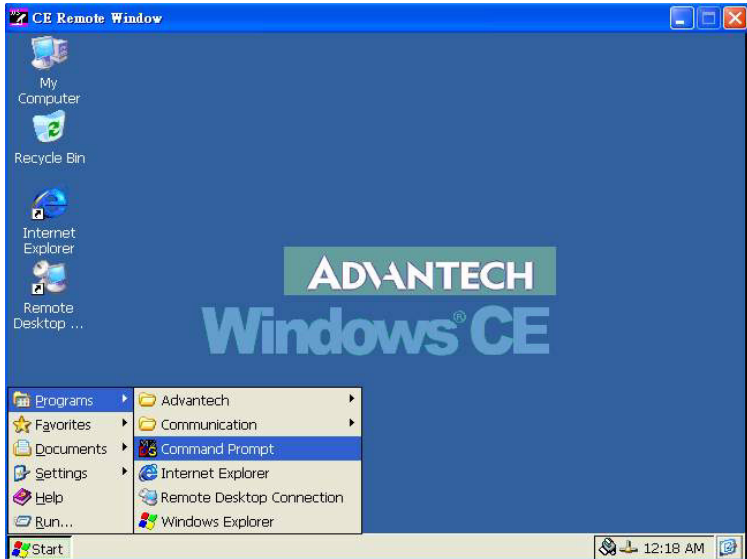 CE Remote Window
My
Computer
Recycle Bin
Internet
Explorer
Remote
Desktop ...
ADVANTECH
Windows® CE
Programs
Favorites
Documents
Settings
Help
Run...
Advantech
Communication
Command Prompt
Internet Explorer
Remote Desktop Connection
Windows Explorer
Start
12:18 AM